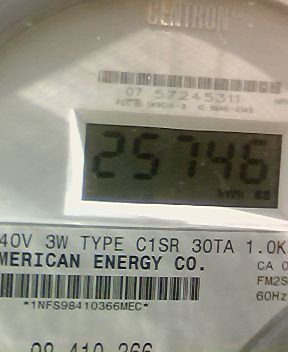 CENTRON
07 57245311
25746
kWh
40V 3W TYPE C1SR 30TA 1.0K
MERICAN ENERGY CO.
CA 0
FM2S
60Hz
*1NFS98410366MEC*
98 410 366